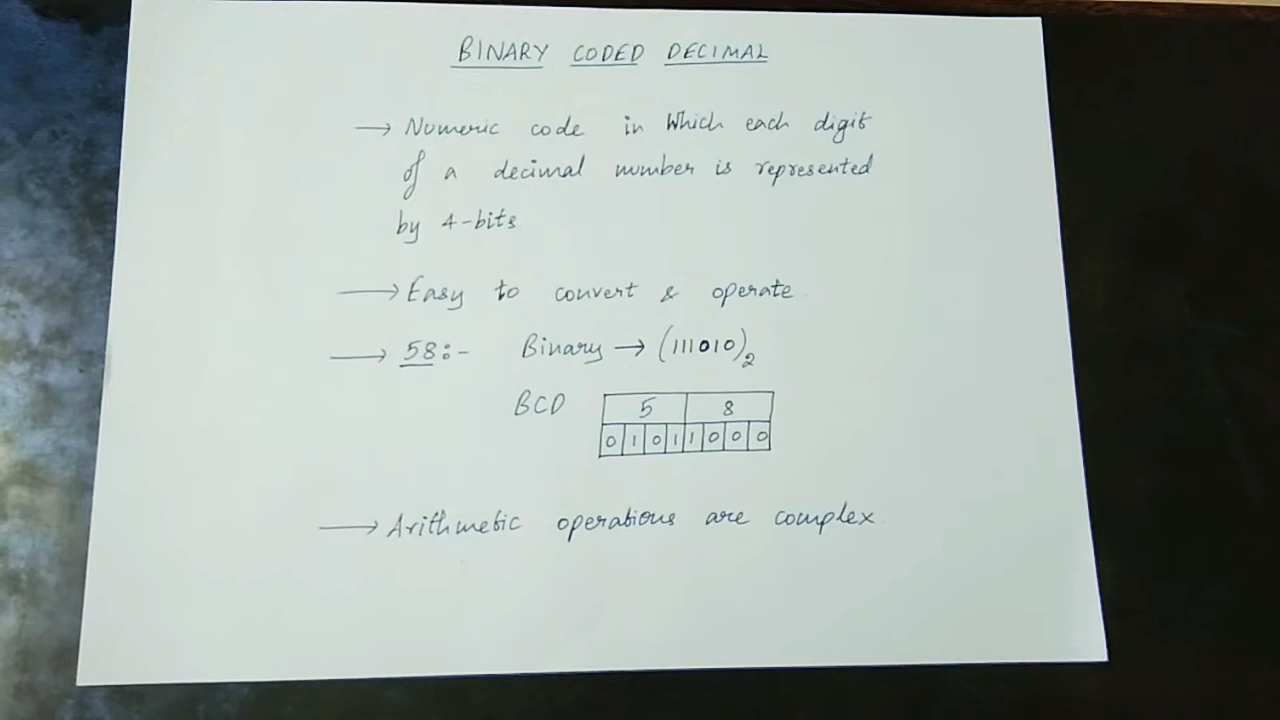 BINARY CODED DECIMAL
→ Numeric code in Which each digit
of a decimal number is represented
by 4-bits
→ Easy to convert & operate.
→ 58:- Binary → (111010)₂
BCD 5 8
0 1 0 1 1 0 0 0
→ Arithmetic operations are complex.